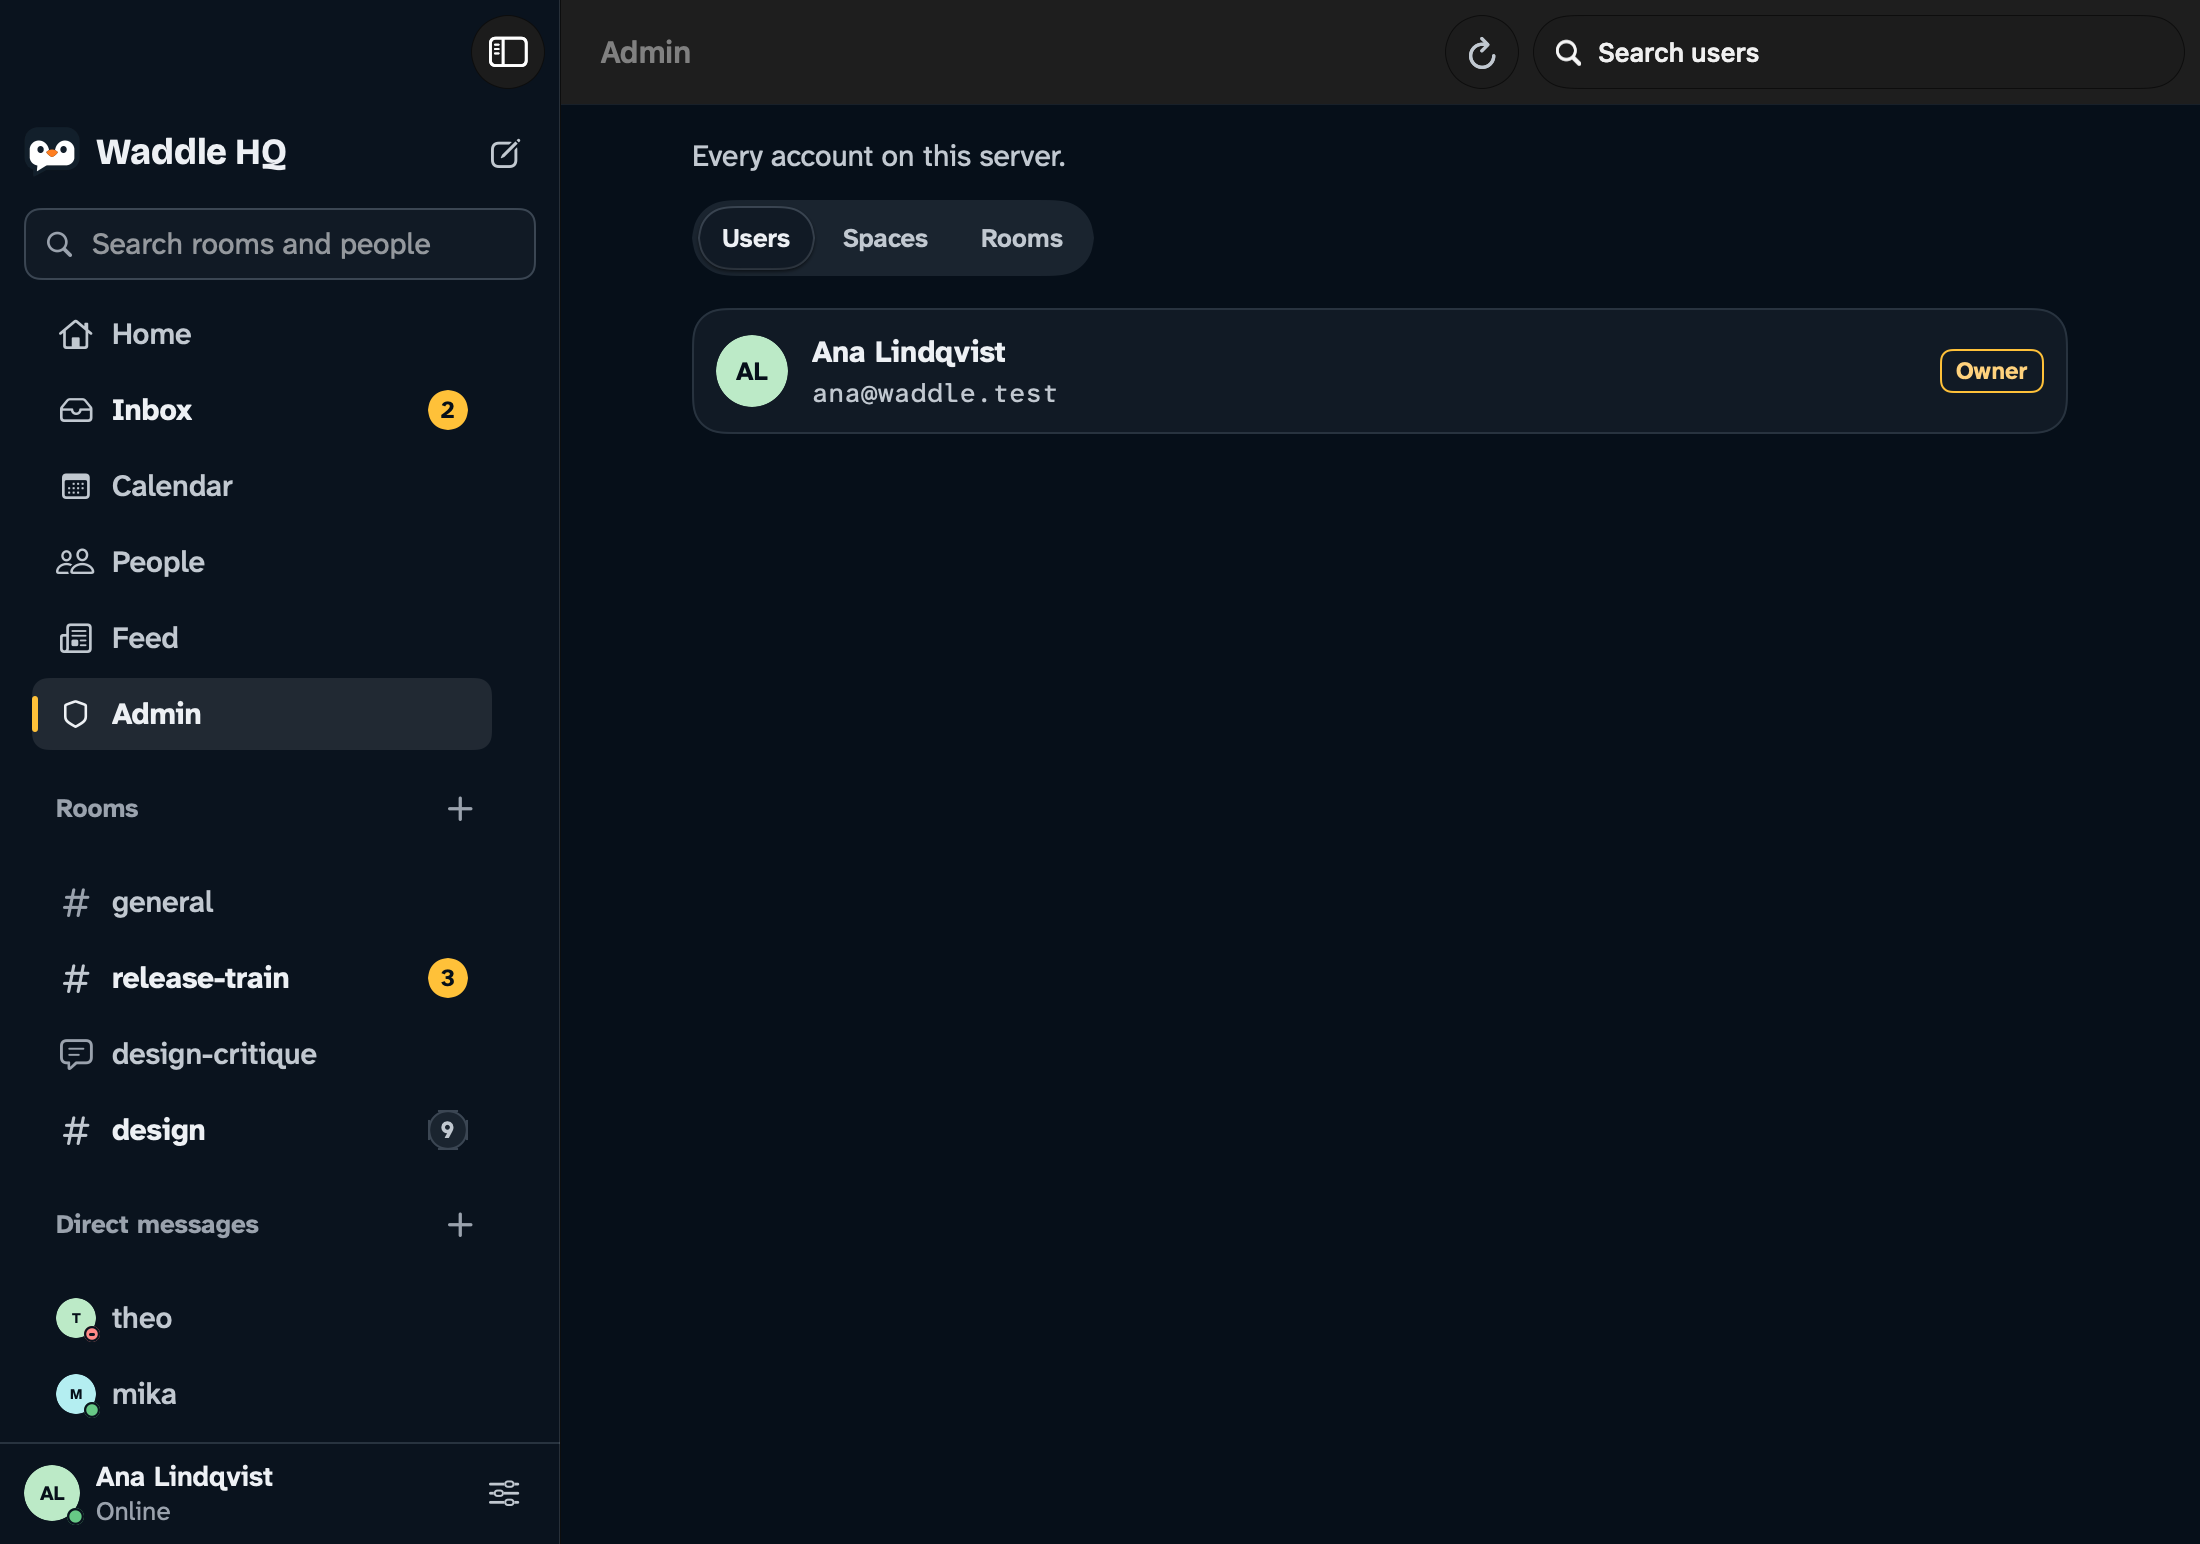 Admin
Search users
Waddle HQ
Search rooms and people
Home
Inbox
2
Calendar
People
Feed
Admin
Rooms
general
release-train
3
design-critique
design
9
Direct messages
T
theo
M
mika
AL
Ana Lindqvist
Online
Every account on this server.
Users
Spaces
Rooms
AL
Ana Lindqvist
ana@waddle.test
Owner